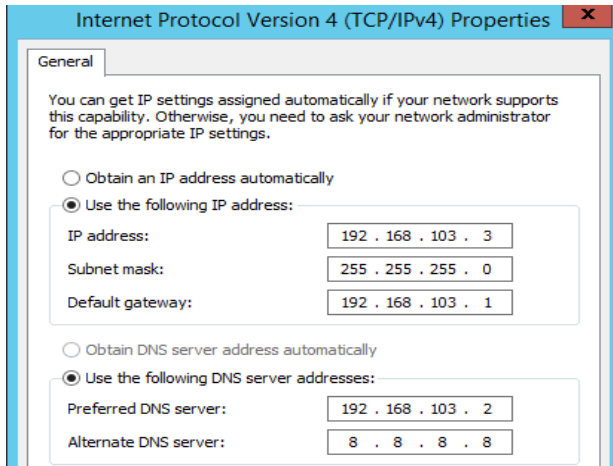 Internet Protocol Version 4 (TCP/IPv4) Properties
x
General
You can get IP settings assigned automatically if your network supports
this capability. Otherwise, you need to ask your network administrator
for the appropriate IP settings.
Obtain an IP address automatically
Use the following IP address:
IP address: 192 . 168 . 103 . 3
Subnet mask: 255 . 255 . 255 . 0
Default gateway: 192 . 168 . 103 . 1
Obtain DNS server address automatically
Use the following DNS server addresses:
Preferred DNS server: 192 . 168 . 103 . 2
Alternate DNS server: 8 . 8 . 8 . 8